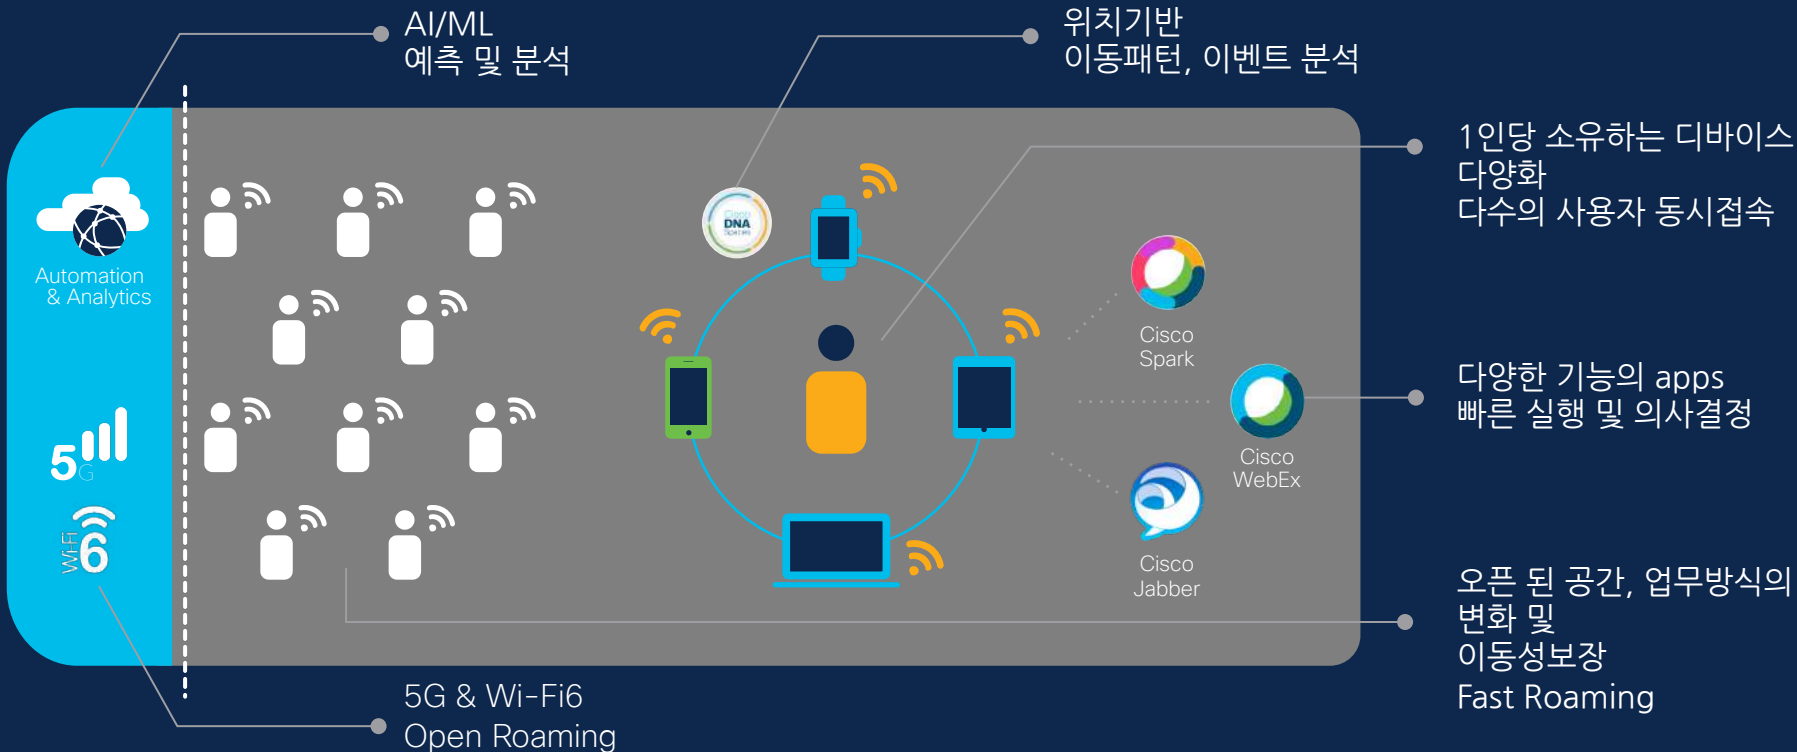 AI/ML
예측 및 분석
위치기반
이동패턴, 이벤트 분석
1인당 소유하는 디바이스
다양화
다수의 사용자 동시접속
Automation
& Analytics
Cisco
DNA
Spaces
Cisco
Spark
다양한 기능의 apps
빠른 실행 및 의사결정
5G
Cisco
WebEx
Wi-Fi
6
Cisco
Jabber
오픈 된 공간, 업무방식의
변화 및
이동성보장
Fast Roaming
5G & Wi-Fi6
Open Roaming